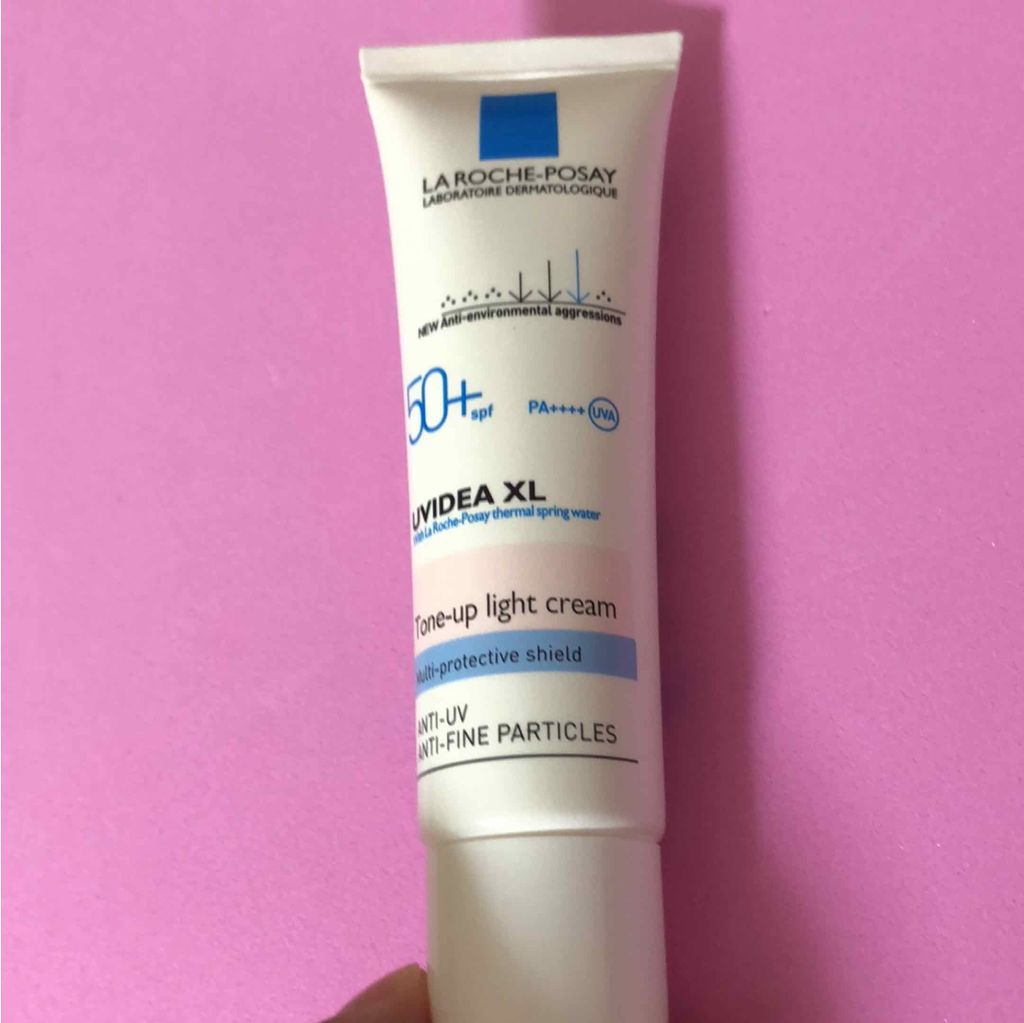 LA ROCHE-POSAY
LABORATOIRE DERMATOLOGIQUE
NEW Anti-environmental aggressions
50+ spf PA++++ UVA
UVIDEA XL
With La Roche-Posay thermal spring water
Tone-up light cream
Multi-protective shield
ANTI-UV
ANTI-FINE PARTICLES